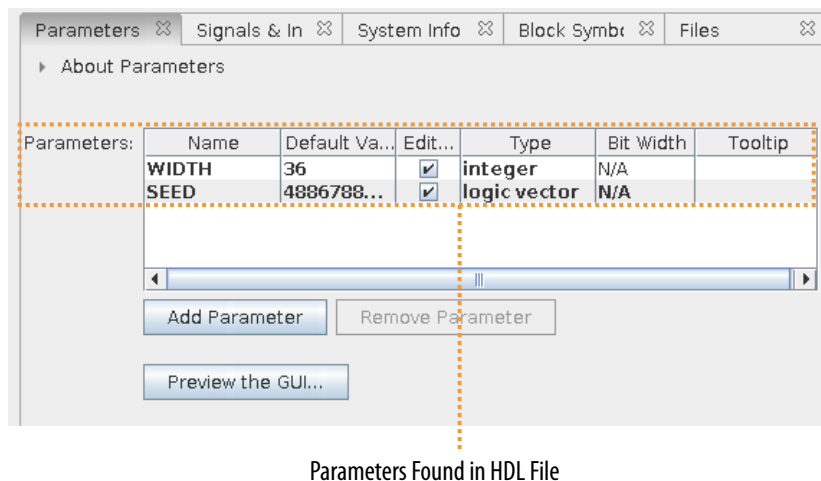 Parameters Signals & In System Info Block Symb Files
About Parameters
Parameters: Name Default Va... Edit... Type Bit Width Tooltip
WIDTH 36 integer N/A
SEED 4886788... logic vector N/A
Add Parameter Remove Parameter
Preview the GUI...
Parameters Found in HDL File